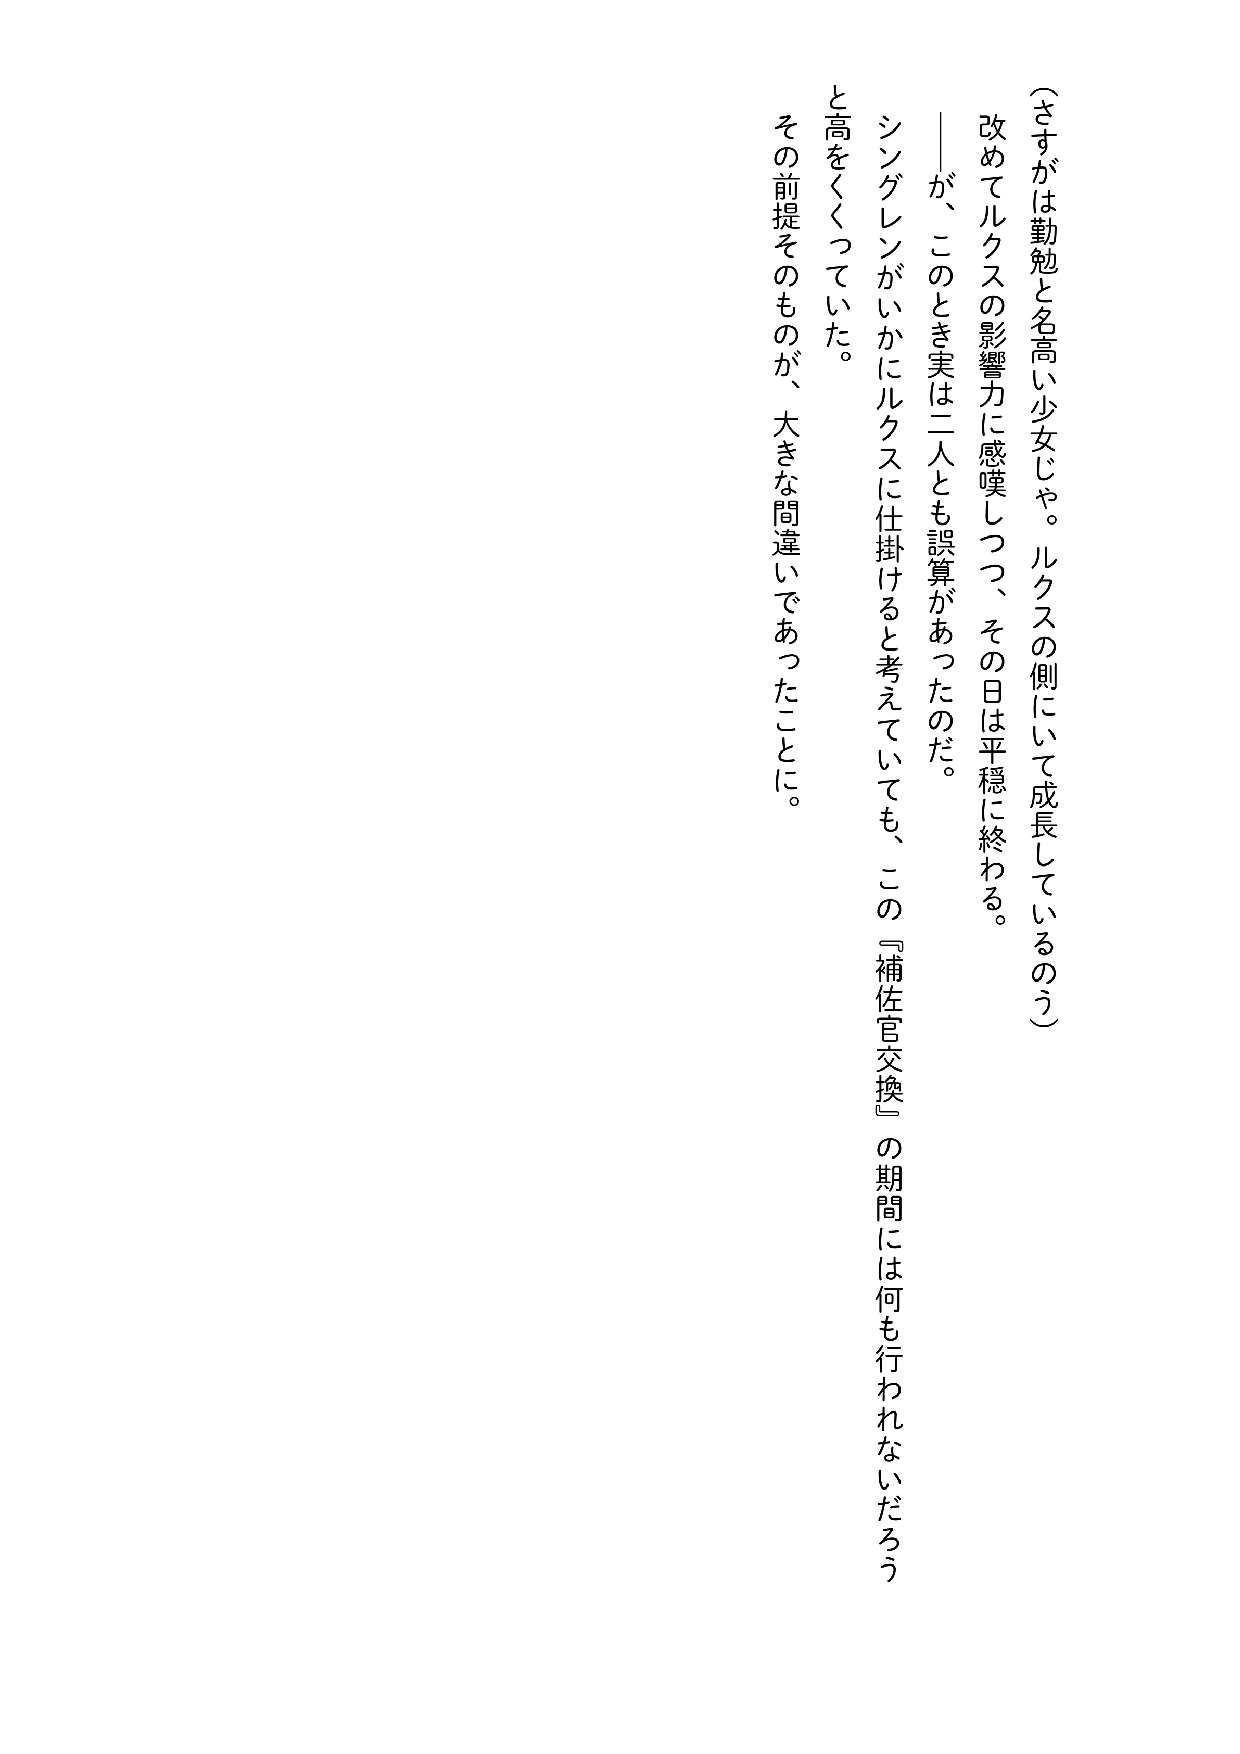 （さすがは勤勉と名高い少女じゃ。ルクスの側にいて成長しているのう）
　改めてルクスの影響力に感嘆しつつ、その日は平穏に終わる。
　――が、このとき実は二人とも誤算があったのだ。
　シングレンがいかにルクスに仕掛けると考えていても、この『補佐官交換』の期間には何も行われないだろう
と高をくくっていた。
　その前提そのものが、大きな間違いであったことに。